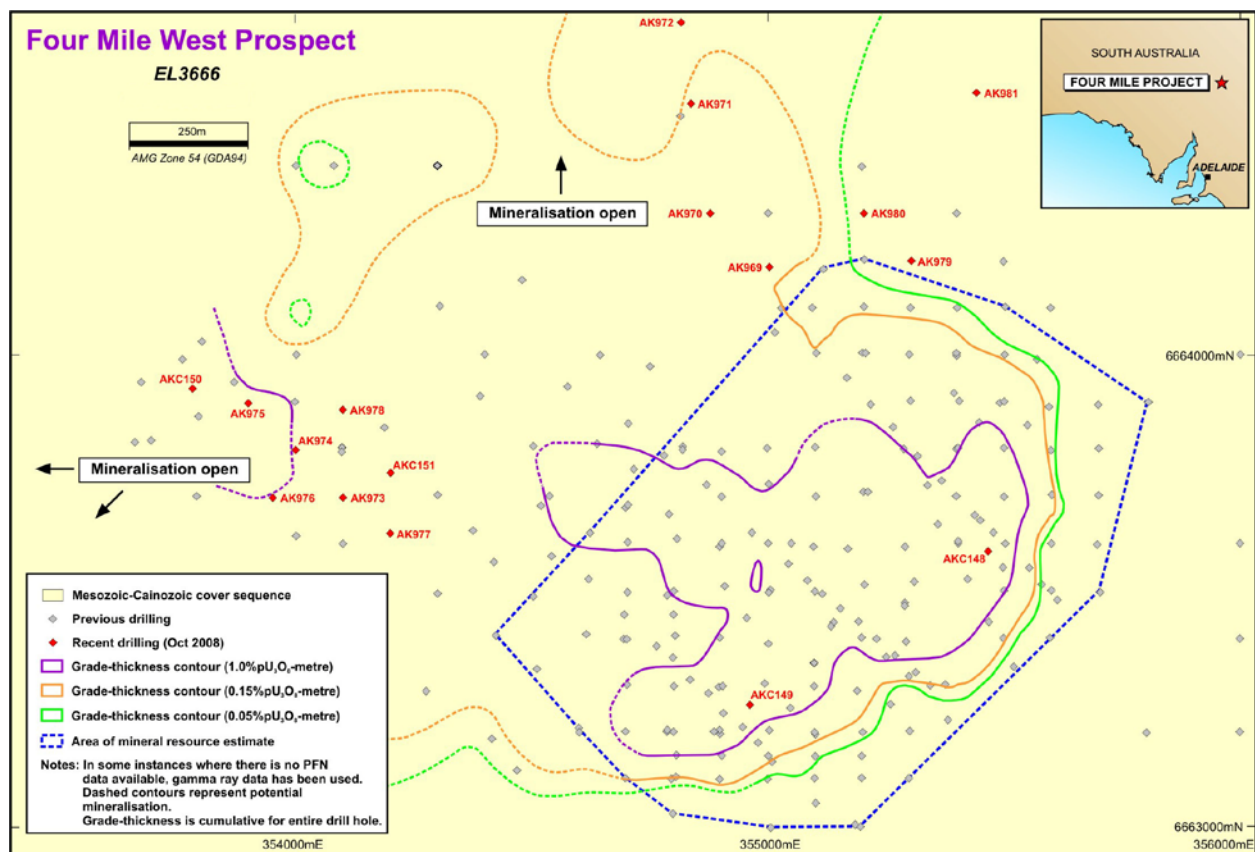 Four Mile West Prospect
EL3666
250m
AMG Zone 54 (GDA94)
SOUTH AUSTRALIA
FOUR MILE PROJECT
ADELAIDE
AK972
AK971
AK981
Mineralisation open
AK970
AK980
AK969
AK979
6664000mN
AKC150
AK975
AK978
AK974
AKC151
Mineralisation open
AK976
AK973
AK977
AKC148
AKC149
Mesozoic-Cainozoic cover sequence
Previous drilling
Recent drilling (Oct 2008)
Grade-thickness contour (1.0%pU₃O₈-metre)
Grade-thickness contour (0.15%pU₃O₈-metre)
Grade-thickness contour (0.05%pU₃O₈-metre)
Area of mineral resource estimate
Notes: In some instances where there is no PFN
data available, gamma ray data has been used.
Dashed contours represent potential
mineralisation.
Grade-thickness is cumulative for entire drill hole.
6663000mN
354000mE
355000mE
356000mE